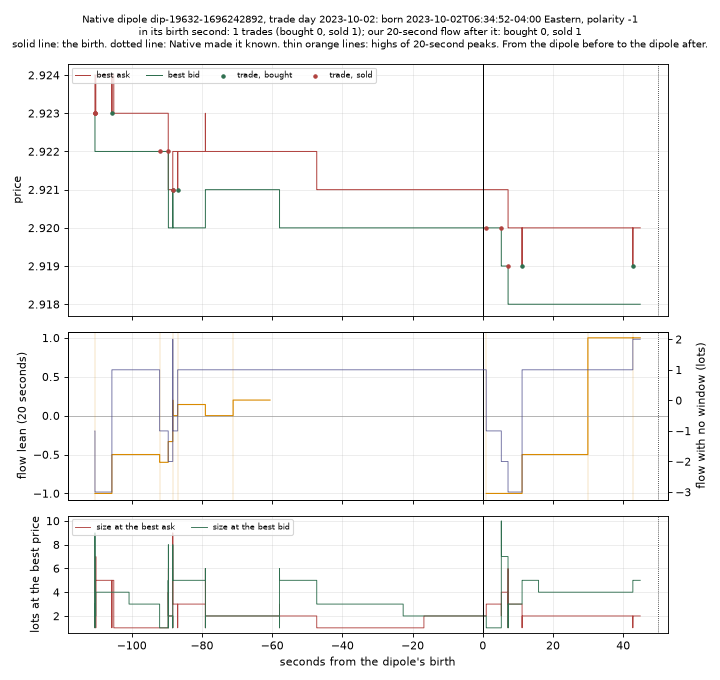 Native dipole dip-19632-1696242892, trade day 2023-10-02: born 2023-10-02T06:34:52-04:00 Eastern, polarity -1
in its birth second: 1 trades (bought 0, sold 1); our 20-second flow after it: bought 0, sold 1
solid line: the birth. dotted line: Native made it known. thin orange lines: highs of 20-second peaks. From the dipole before to the dipole after.
best ask
best bid
trade, bought
trade, sold
2.924
2.923
2.922
2.921
2.920
2.919
2.918
price
1.0
0.5
0.0
−0.5
−1.0
flow lean (20 seconds)
2
1
0
−1
−2
−3
flow with no window (lots)
size at the best ask
size at the best bid
10
8
6
4
2
lots at the best price
−100
−80
−60
−40
−20
0
20
40
seconds from the dipole's birth